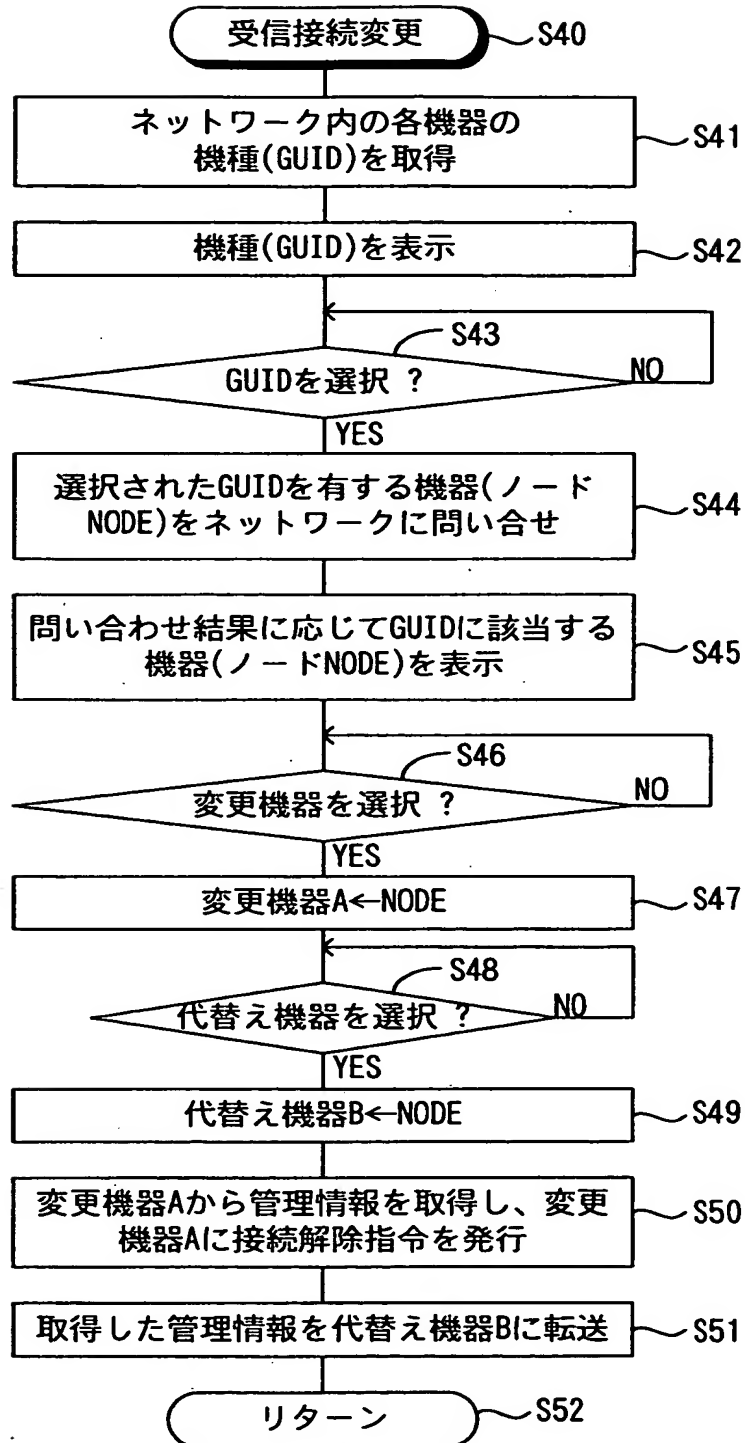 受信接続変更
S40
ネットワーク内の各機器の
機種(GUID)を取得
S41
機種(GUID)を表示
S42
S43
GUIDを選択 ?
NO
YES
選択されたGUIDを有する機器(ノード
NODE)をネットワークに問い合せ
S44
問い合わせ結果に応じてGUIDに該当する
機器(ノードNODE)を表示
S45
S46
変更機器を選択 ?
NO
YES
変更機器A←NODE
S47
S48
代替え機器を選択 ?
NO
YES
代替え機器B←NODE
S49
変更機器Aから管理情報を取得し、変更
機器Aに接続解除指令を発行
S50
取得した管理情報を代替え機器Bに転送
S51
リターン
S52